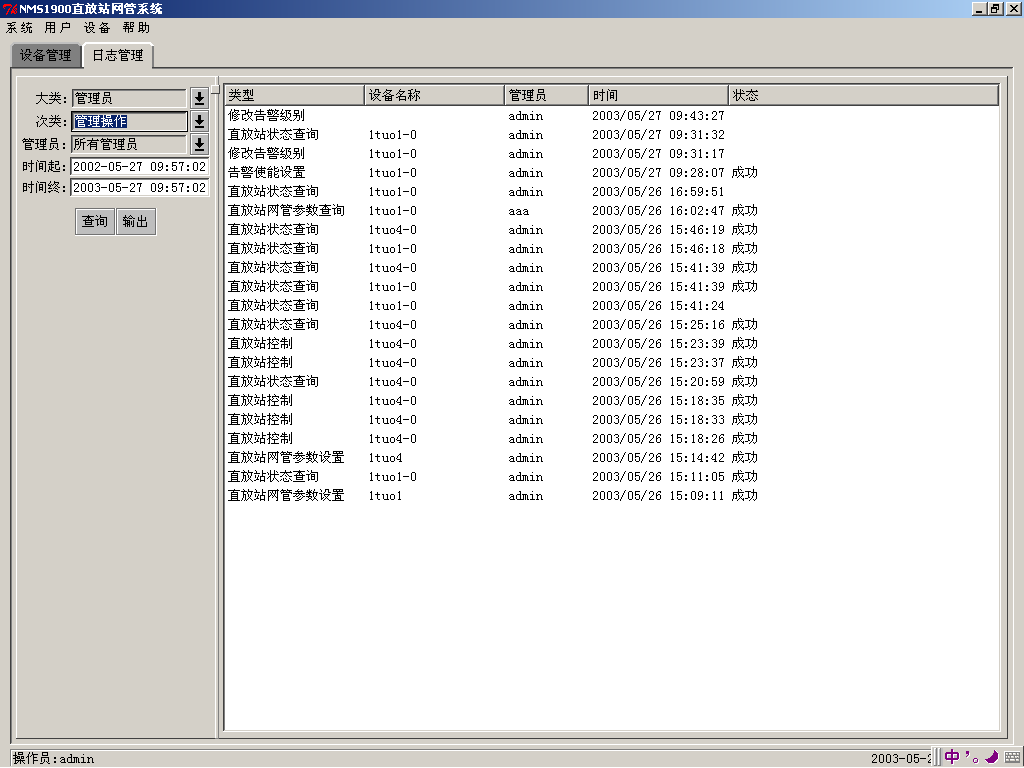 NMS1900直放站网管系统
系统 用户 设备 帮助
设备管理 日志管理
大类: 管理员
次类: 管理操作
管理员: 所有管理员
时间起: 2002-05-27 09:57:02
时间终: 2003-05-27 09:57:02
查询 输出
类型 设备名称 管理员 时间 状态
修改告警级别 admin 2003/05/27 09:43:27
直放站状态查询 1tuo1-0 admin 2003/05/27 09:31:32
修改告警级别 1tuo1-0 admin 2003/05/27 09:31:17
告警使能设置 1tuo1-0 admin 2003/05/27 09:28:07 成功
直放站状态查询 1tuo1-0 admin 2003/05/26 16:59:51
直放站网管参数查询 1tuo1-0 aaa 2003/05/26 16:02:47 成功
直放站状态查询 1tuo4-0 admin 2003/05/26 15:46:19 成功
直放站状态查询 1tuo1-0 admin 2003/05/26 15:46:18 成功
直放站状态查询 1tuo4-0 admin 2003/05/26 15:41:39 成功
直放站状态查询 1tuo1-0 admin 2003/05/26 15:41:39 成功
直放站状态查询 1tuo1-0 admin 2003/05/26 15:41:24
直放站状态查询 1tuo4-0 admin 2003/05/26 15:25:16 成功
直放站控制 1tuo4-0 admin 2003/05/26 15:23:39 成功
直放站控制 1tuo4-0 admin 2003/05/26 15:23:37 成功
直放站状态查询 1tuo4-0 admin 2003/05/26 15:20:59 成功
直放站控制 1tuo4-0 admin 2003/05/26 15:18:35 成功
直放站控制 1tuo4-0 admin 2003/05/26 15:18:33 成功
直放站控制 1tuo4-0 admin 2003/05/26 15:18:26 成功
直放站网管参数设置 1tuo4 admin 2003/05/26 15:14:42 成功
直放站状态查询 1tuo1-0 admin 2003/05/26 15:11:05 成功
直放站网管参数设置 1tuo1 admin 2003/05/26 15:09:11 成功
操作员:admin 2003-05-2 中